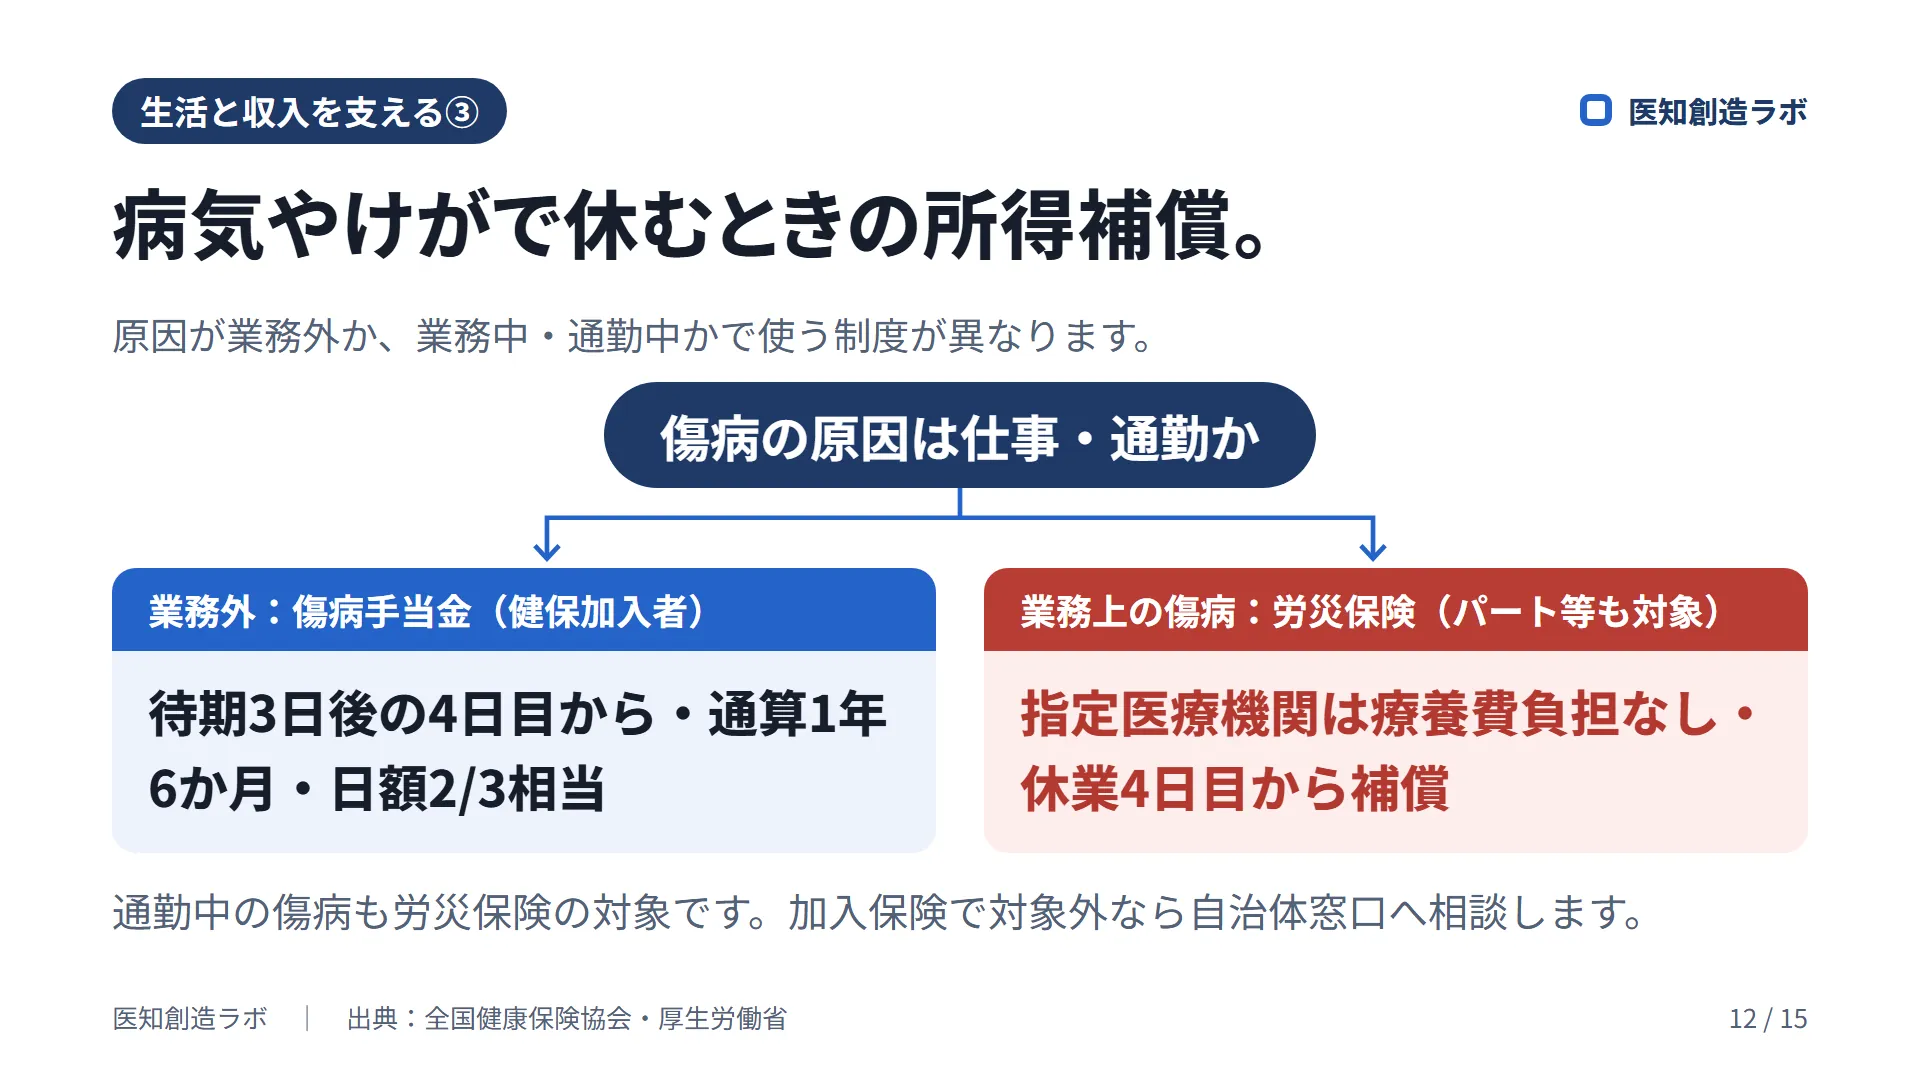 生活と収入を支える③
医知創造ラボ
病気やけがで休むときの所得補償。
原因が業務外か、業務中・通勤中かで使う制度が異なります。
傷病の原因は仕事・通勤か
業務外：傷病手当金（健保加入者）
待期3日後の4日目から・通算1年
6か月・日額2/3相当
業務上の傷病：労災保険（パート等も対象）
指定医療機関は療養費負担なし・
休業4日目から補償
通勤中の傷病も労災保険の対象です。加入保険で対象外なら自治体窓口へ相談します。
医知創造ラボ ｜ 出典：全国健康保険協会・厚生労働省
12 / 15